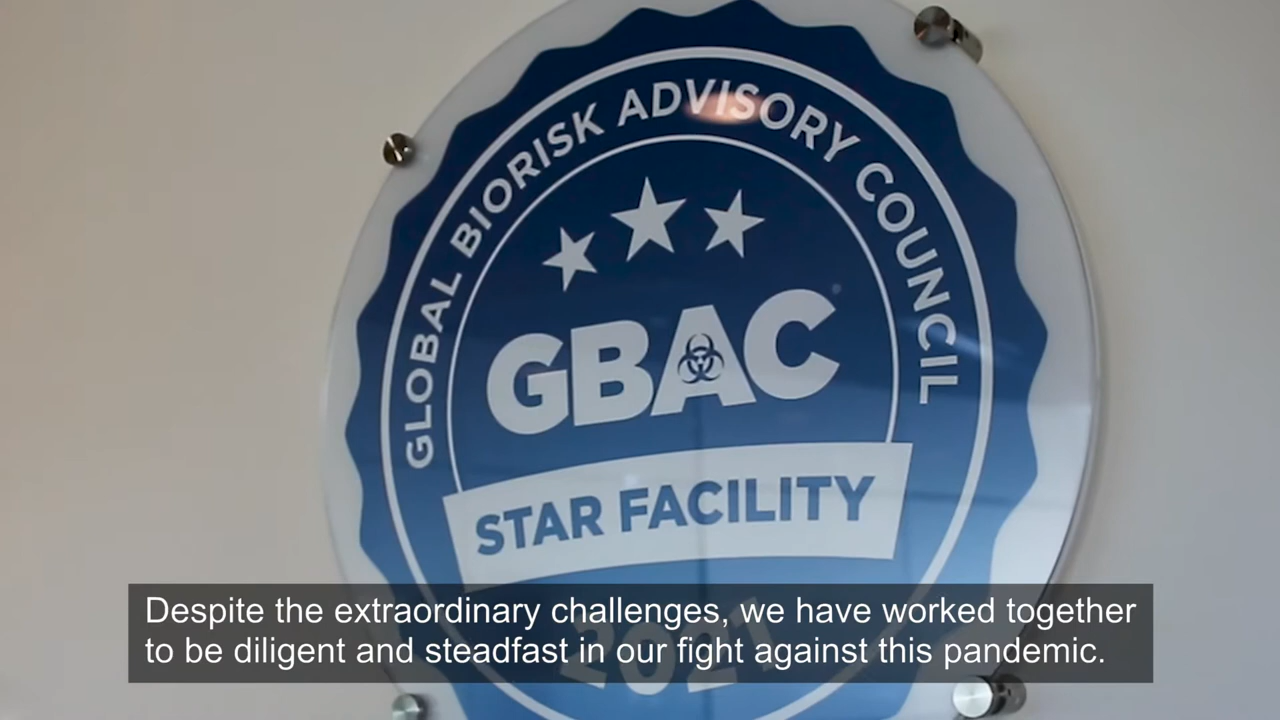 GLOBAL BIORISK ADVISORY COUNCIL
GBAC
STAR FACILITY
2021
Despite the extraordinary challenges, we have worked together
to be diligent and steadfast in our fight against this pandemic.